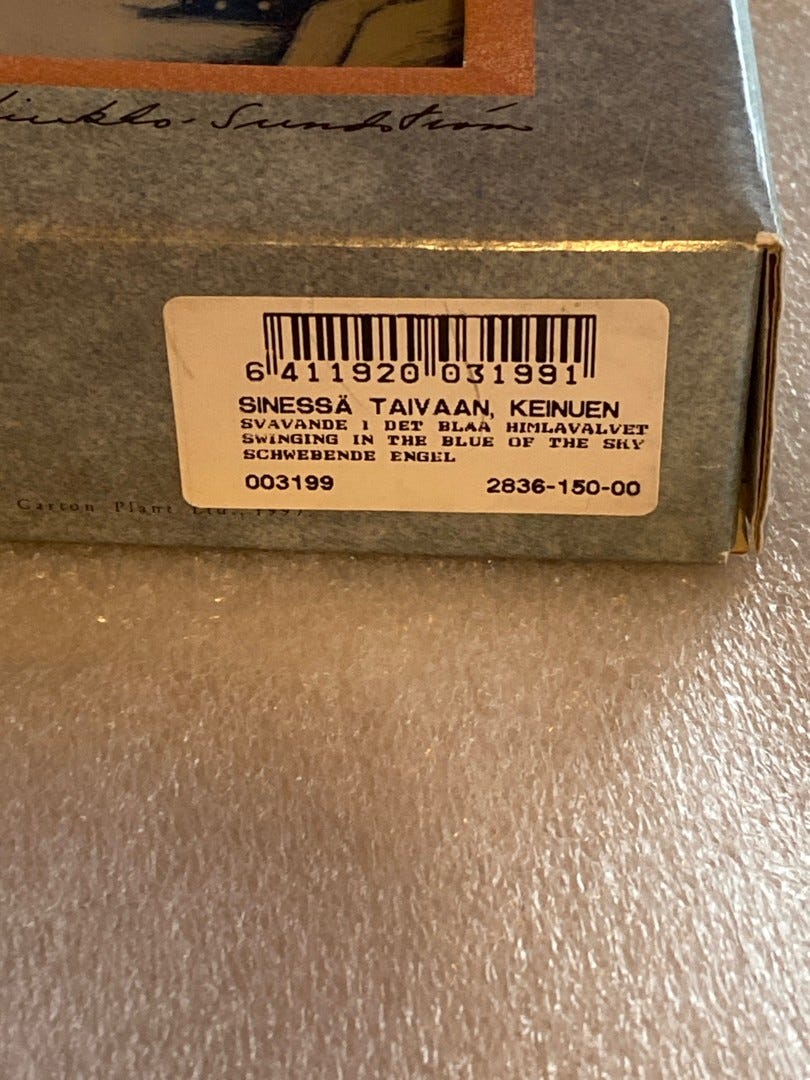 Sundström
6 411920 031991
SINESSÄ TAIVAAN, KEINUEN
SVAVANDE I DET BLAA HIMLAVALVET
SWINGING IN THE BLUE OF THE SKY
SCHWEBENDE ENGEL
003199 2836-150-00
Carton Plant Ltd., 1997